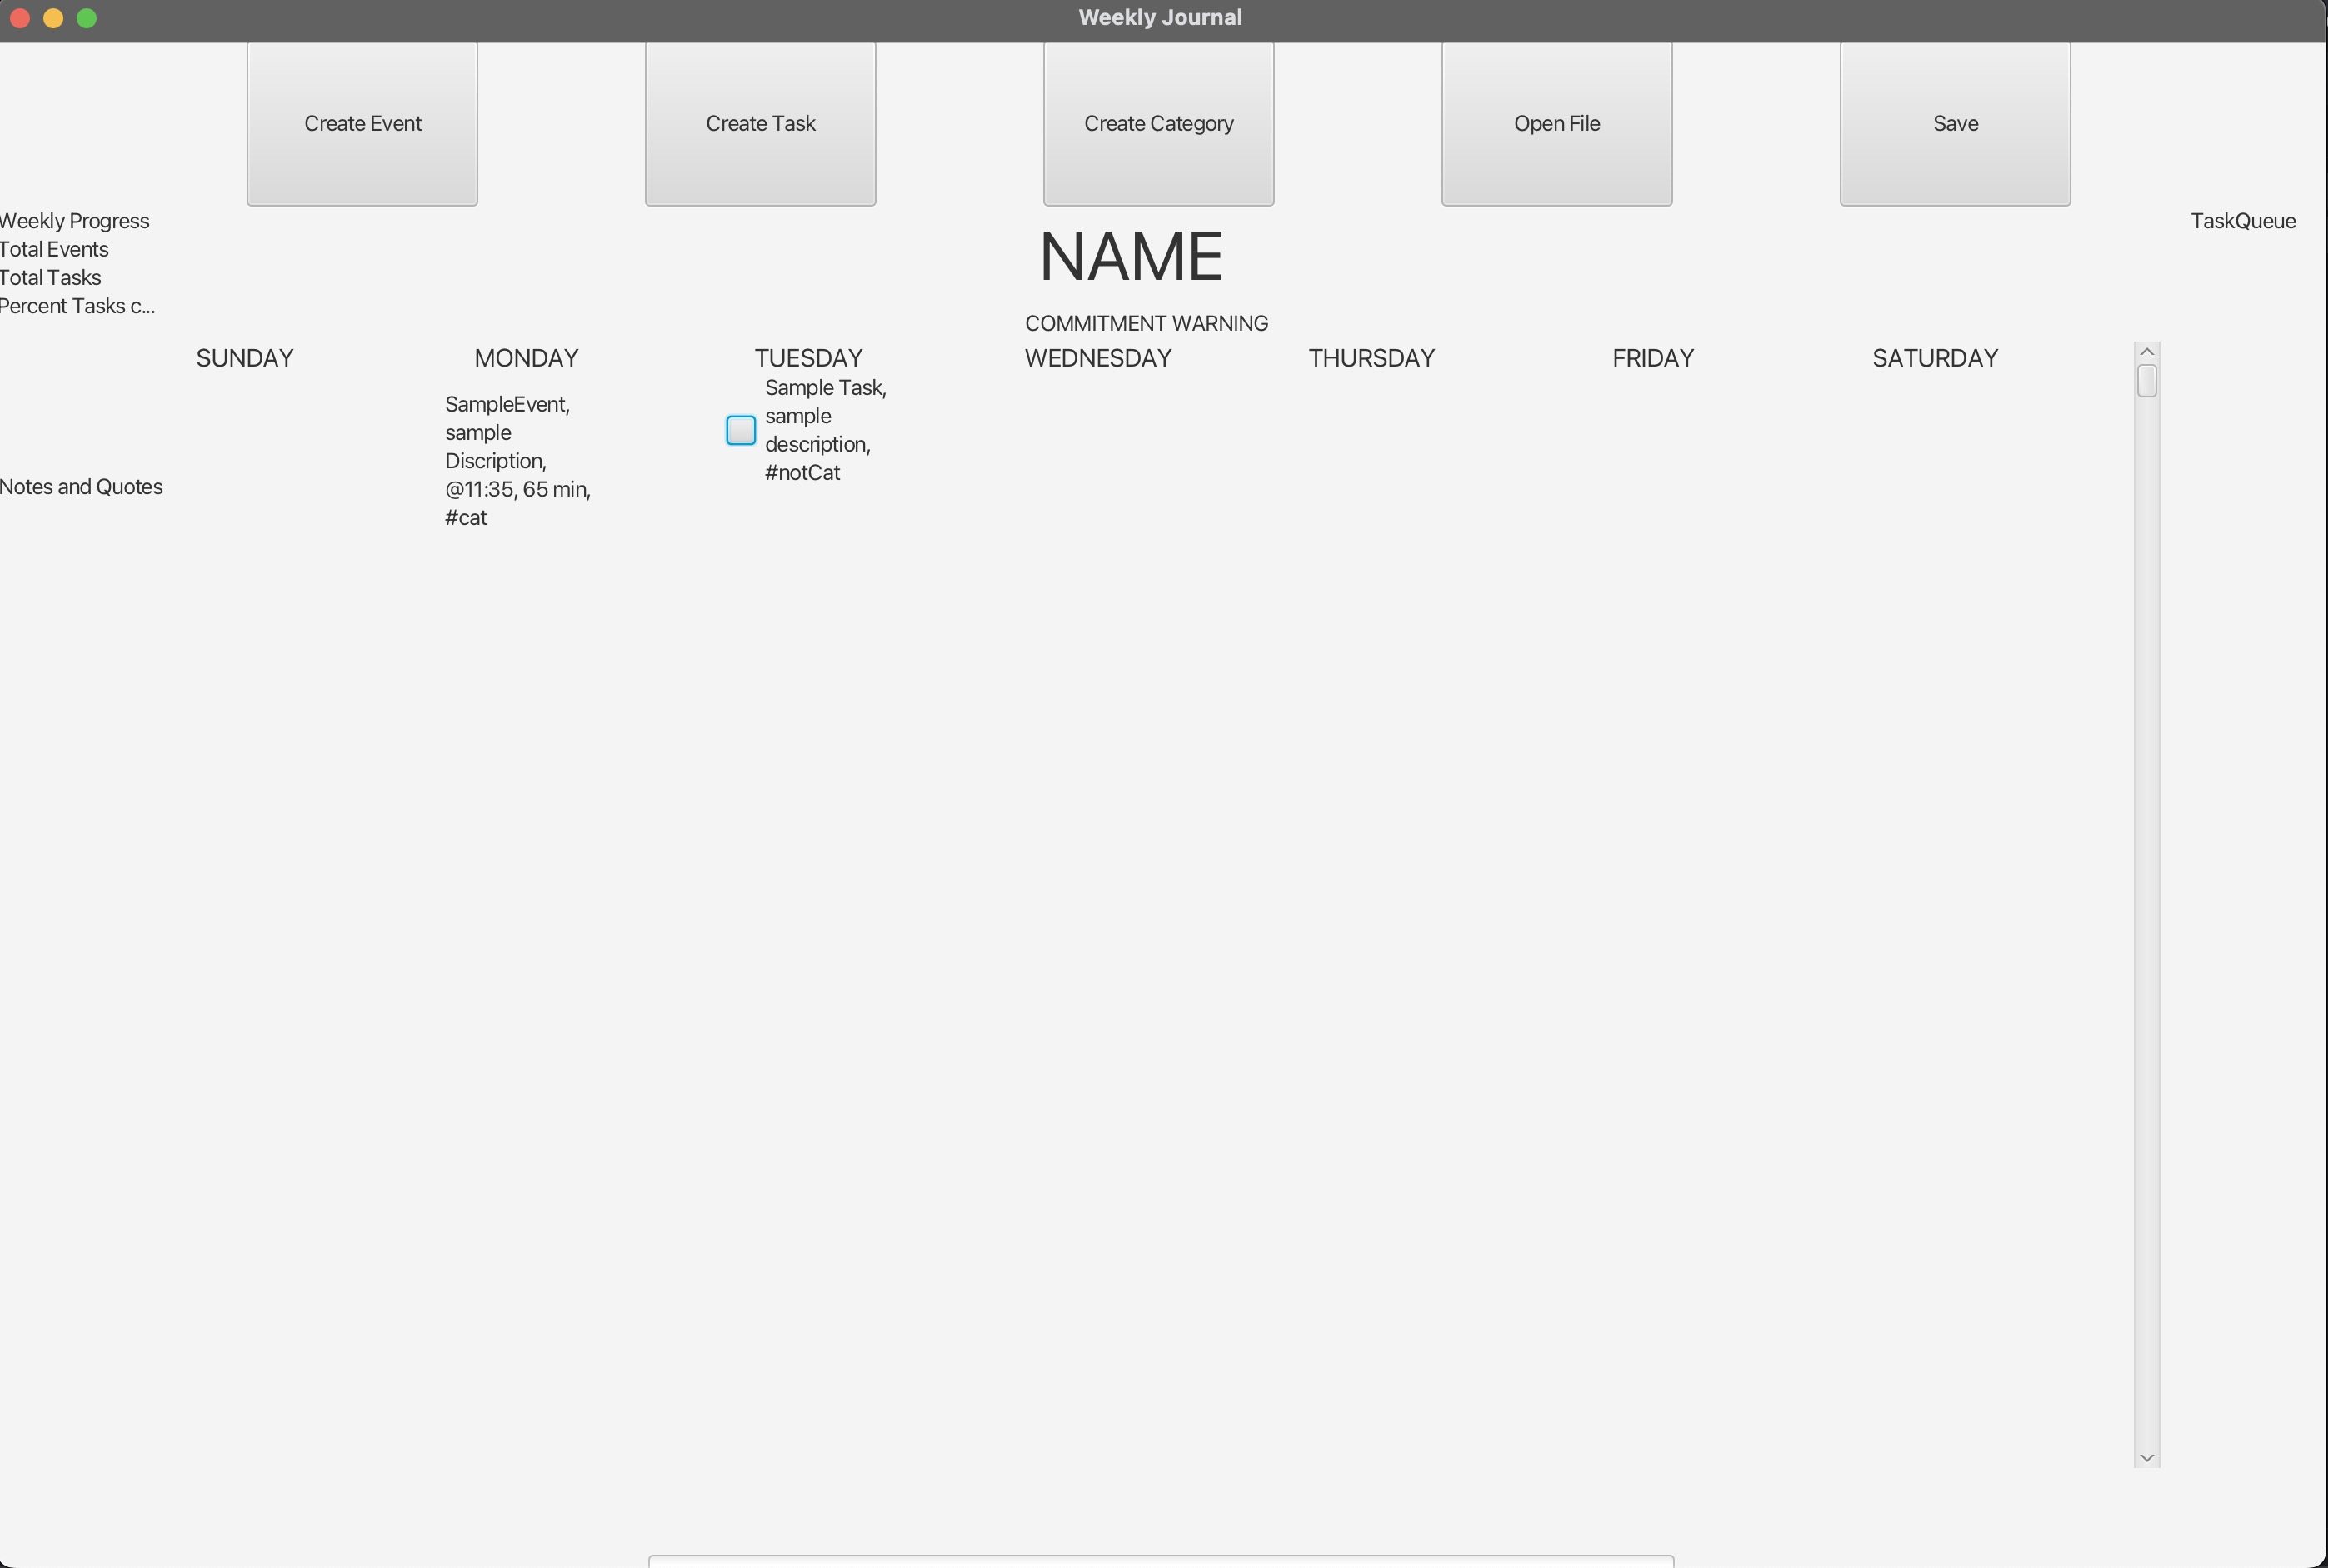 Weekly Journal
Create Event
Create Task
Create Category
Open File
Save
Weekly Progress
Total Events
Total Tasks
Percent Tasks c...
NAME
TaskQueue
COMMITMENT WARNING
SUNDAY
MONDAY
TUESDAY
WEDNESDAY
THURSDAY
FRIDAY
SATURDAY
SampleEvent,
sample
Discription,
@11:35, 65 min,
#cat
Sample Task,
sample
description,
#notCat
Notes and Quotes